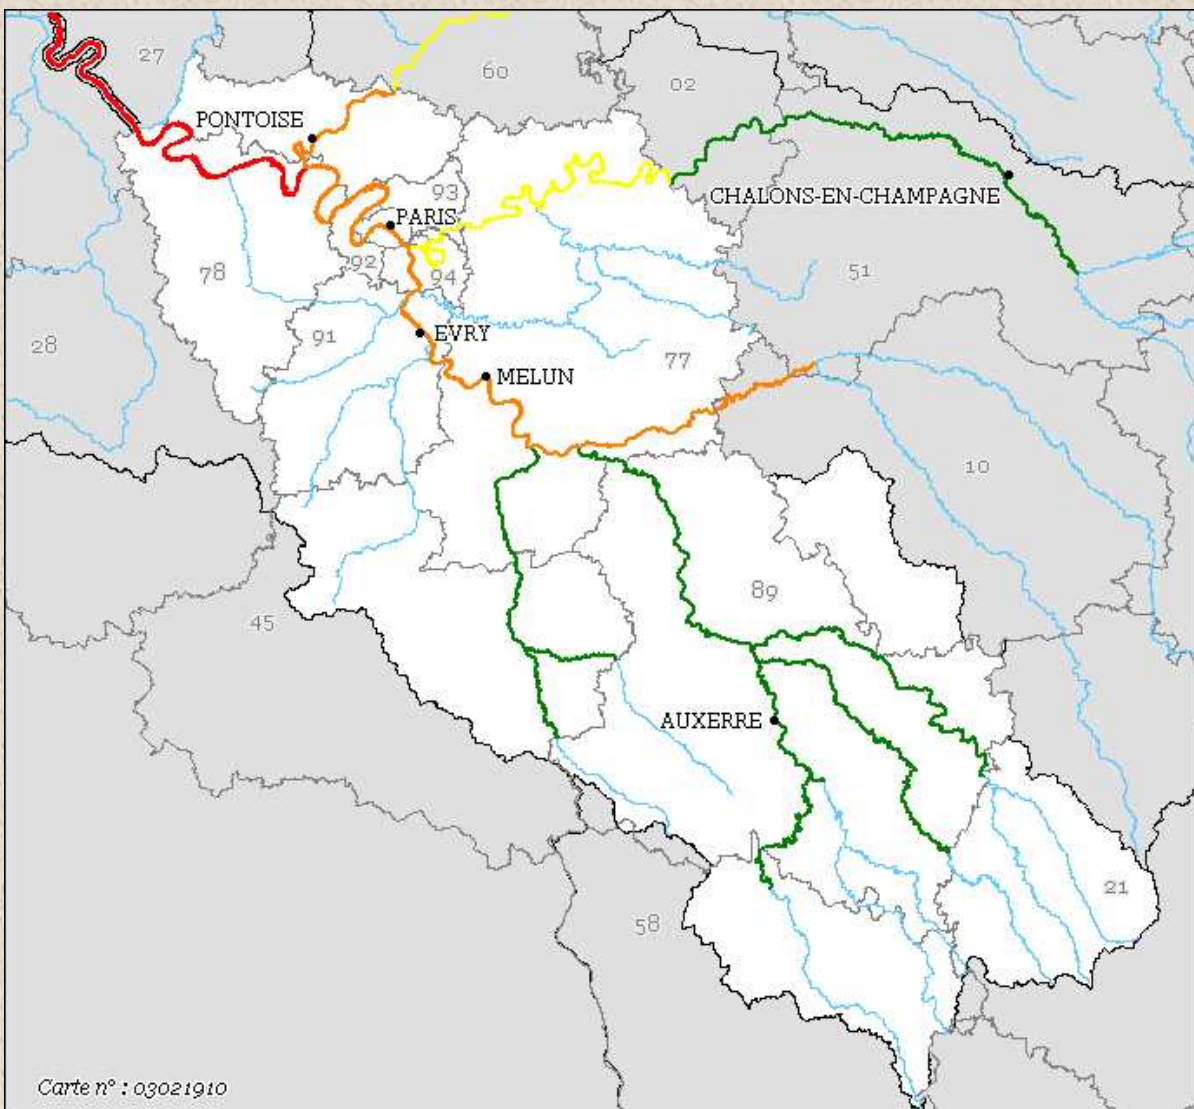 27
60
02
PONTOISE
93
CHALONS-EN-CHAMPAGNE
PARIS
92
94
78
51
91
EVRY
28
77
MELUN
10
89
45
AUXERRE
21
58
Carte n° : 03021910